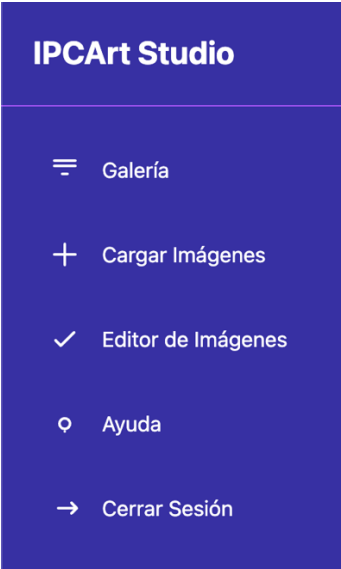 IPCArt Studio
Galería
Cargar Imágenes
Editor de Imágenes
Ayuda
Cerrar Sesión